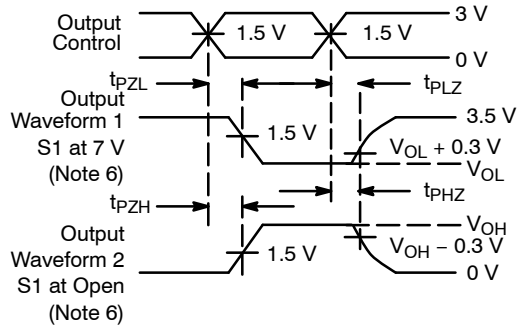 Output
Control
1.5 V
1.5 V
3 V
0 V
tPZL
tPLZ
Output
Waveform 1
S1 at 7 V
(Note 6)
1.5 V
3.5 V
VOL + 0.3 V
VOL
tPZH
tPHZ
Output
Waveform 2
S1 at Open
(Note 6)
1.5 V
VOH
VOH − 0.3 V
0 V